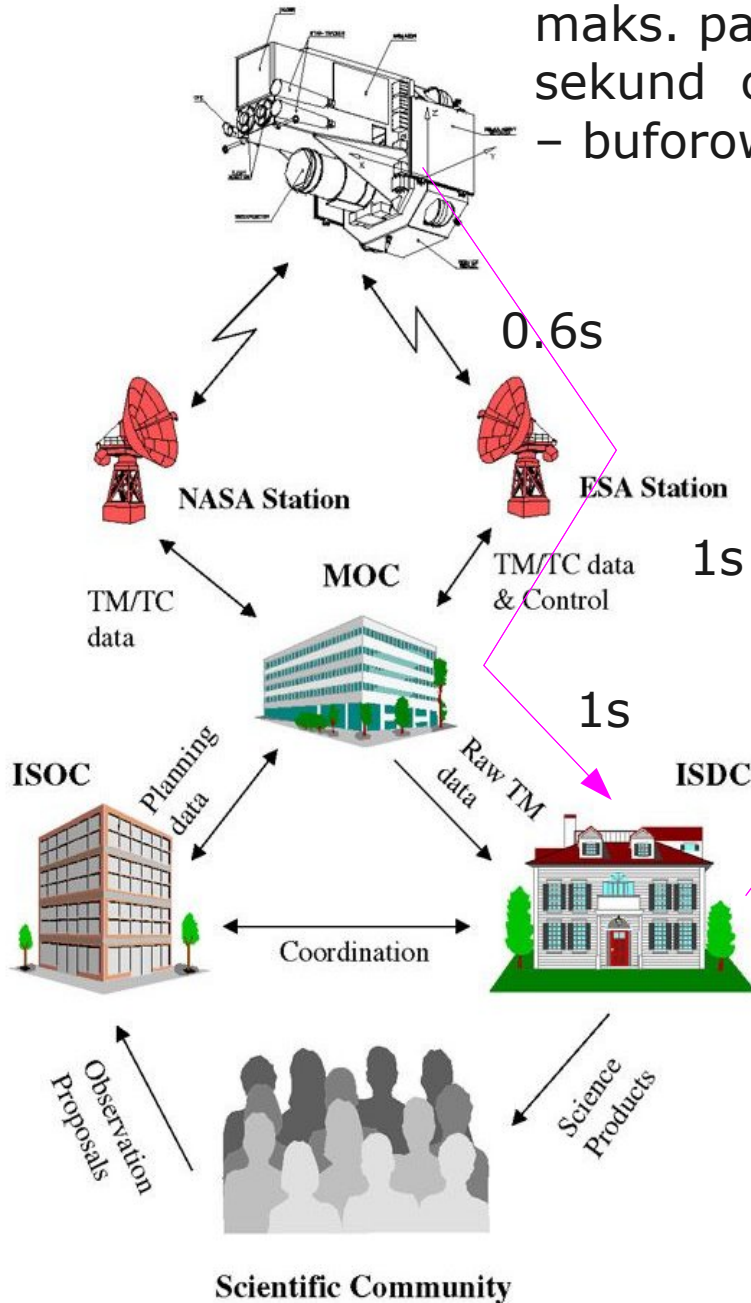 maks. pa
sekund
– buforow
0.6s
NASA Station
ESA Station
MOC
TM/TC
data
TM/TC data
& Control
1s
1s
ISOC
Planning
data
Raw TM
data
ISDC
Coordination
Observation
Proposals
Science
Products
Scientific Community